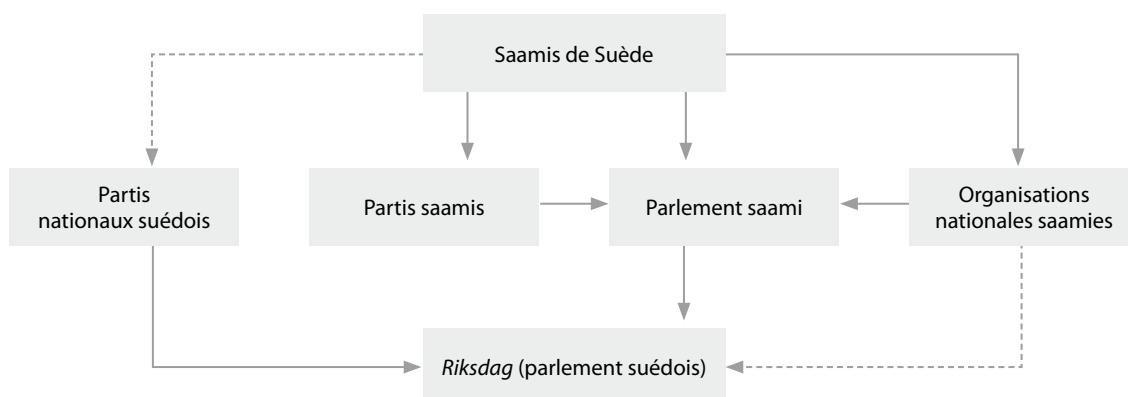 Saamis de Suède
Partis
nationaux suédois
Partis saamis
Parlement saami
Organisations
nationales saamies
Riksdag (parlement suédois)